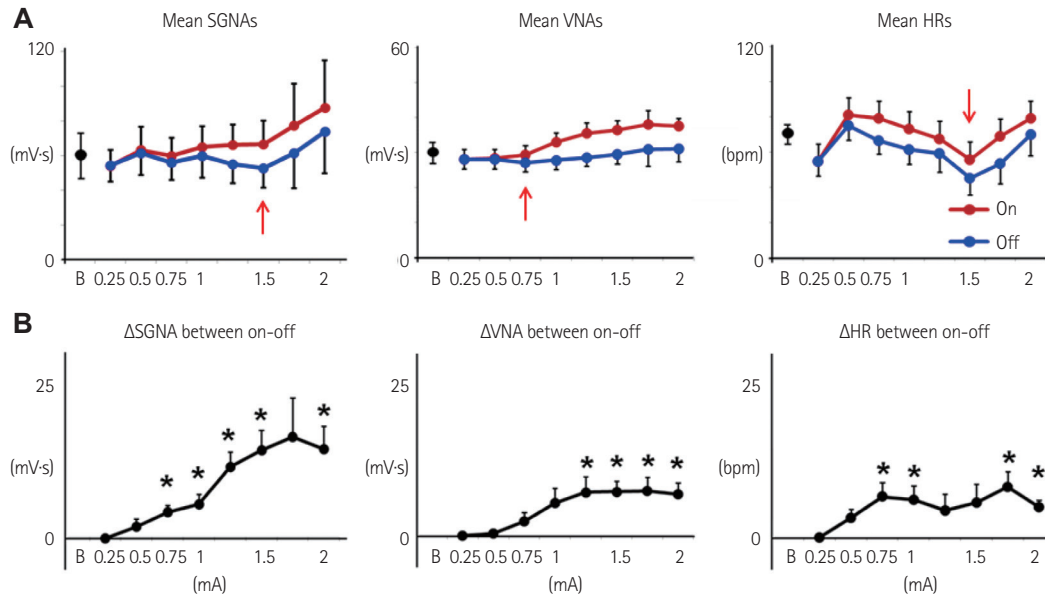 A
Mean SGNAs
Mean VNAs
Mean HRs
120
(mV·s)
0
B 0.25 0.5 0.75 1 1.5 2
60
(mV·s)
0
B 0.25 0.5 0.75 1 1.5 2
120
(bpm)
0
On
Off
B 0.25 0.5 0.75 1 1.5 2
B
ΔSGNA between on-off
ΔVNA between on-off
ΔHR between on-off
25
* * * * *
(mV·s)
0
B 0.25 0.5 0.75 1 1.5 2
(mA)
25
* * * *
(mV·s)
0
B 0.25 0.5 0.75 1 1.5 2
(mA)
25
* * * *
(bpm)
0
B 0.25 0.5 0.75 1 1.5 2
(mA)